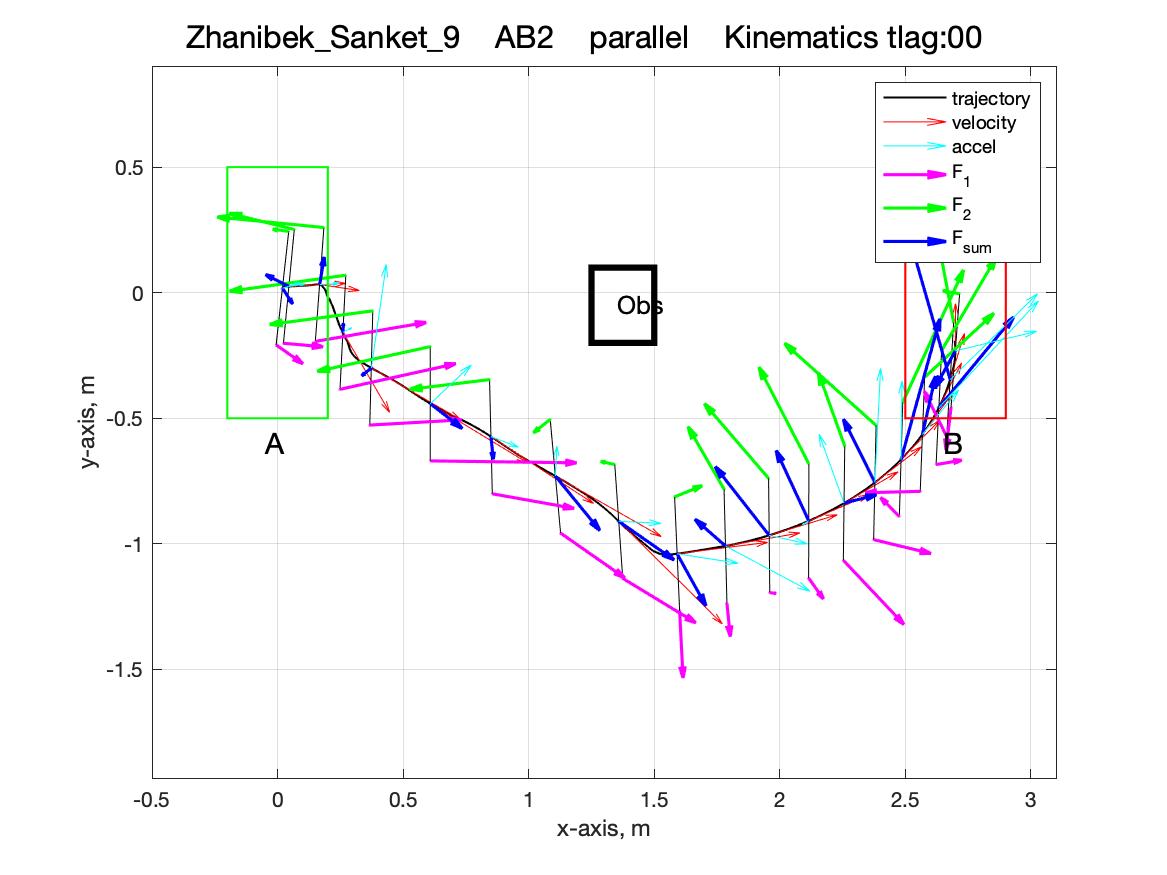 Zhanibek_Sanket_9 AB2 parallel Kinematics tlag:00
trajectory
velocity
accel
F1
F2
Fsum
0.5
0
-0.5
-1
-1.5
y-axis, m
Obs
A
B
-0.5 0 0.5 1 1.5 2 2.5 3
x-axis, m